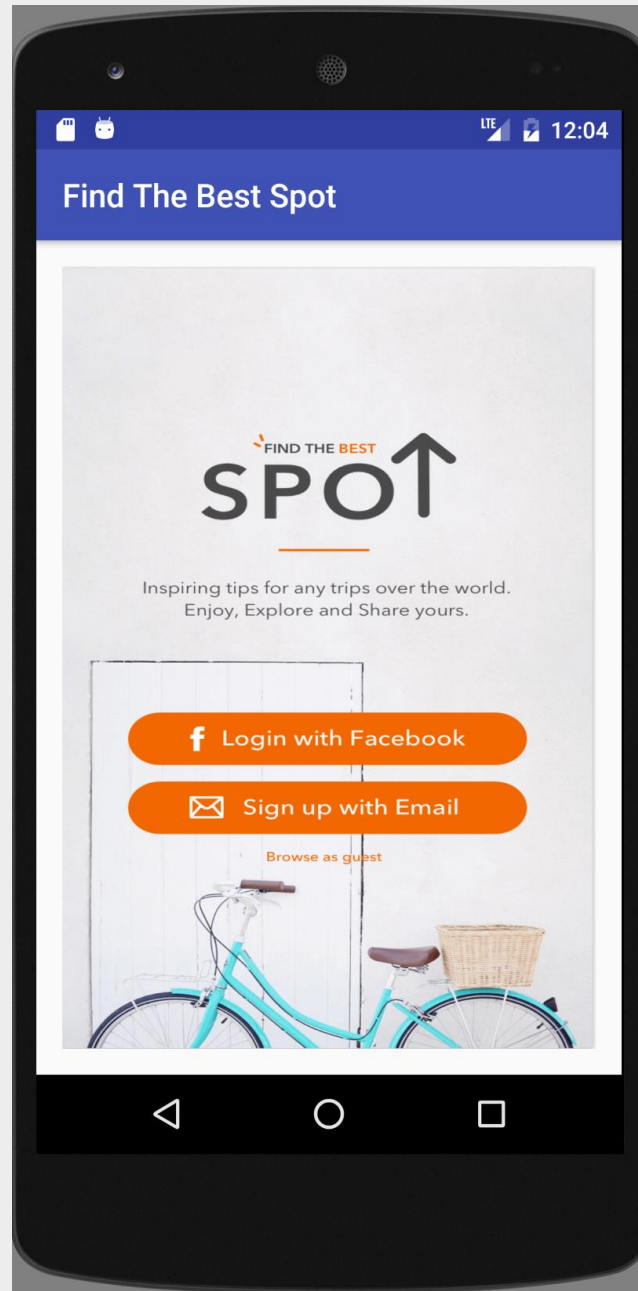 LTE 12:04
Find The Best Spot
FIND THE BEST
SPOT
Inspiring tips for any trips over the world.
Enjoy, Explore and Share yours.
f Login with Facebook
Sign up with Email
Browse as guest